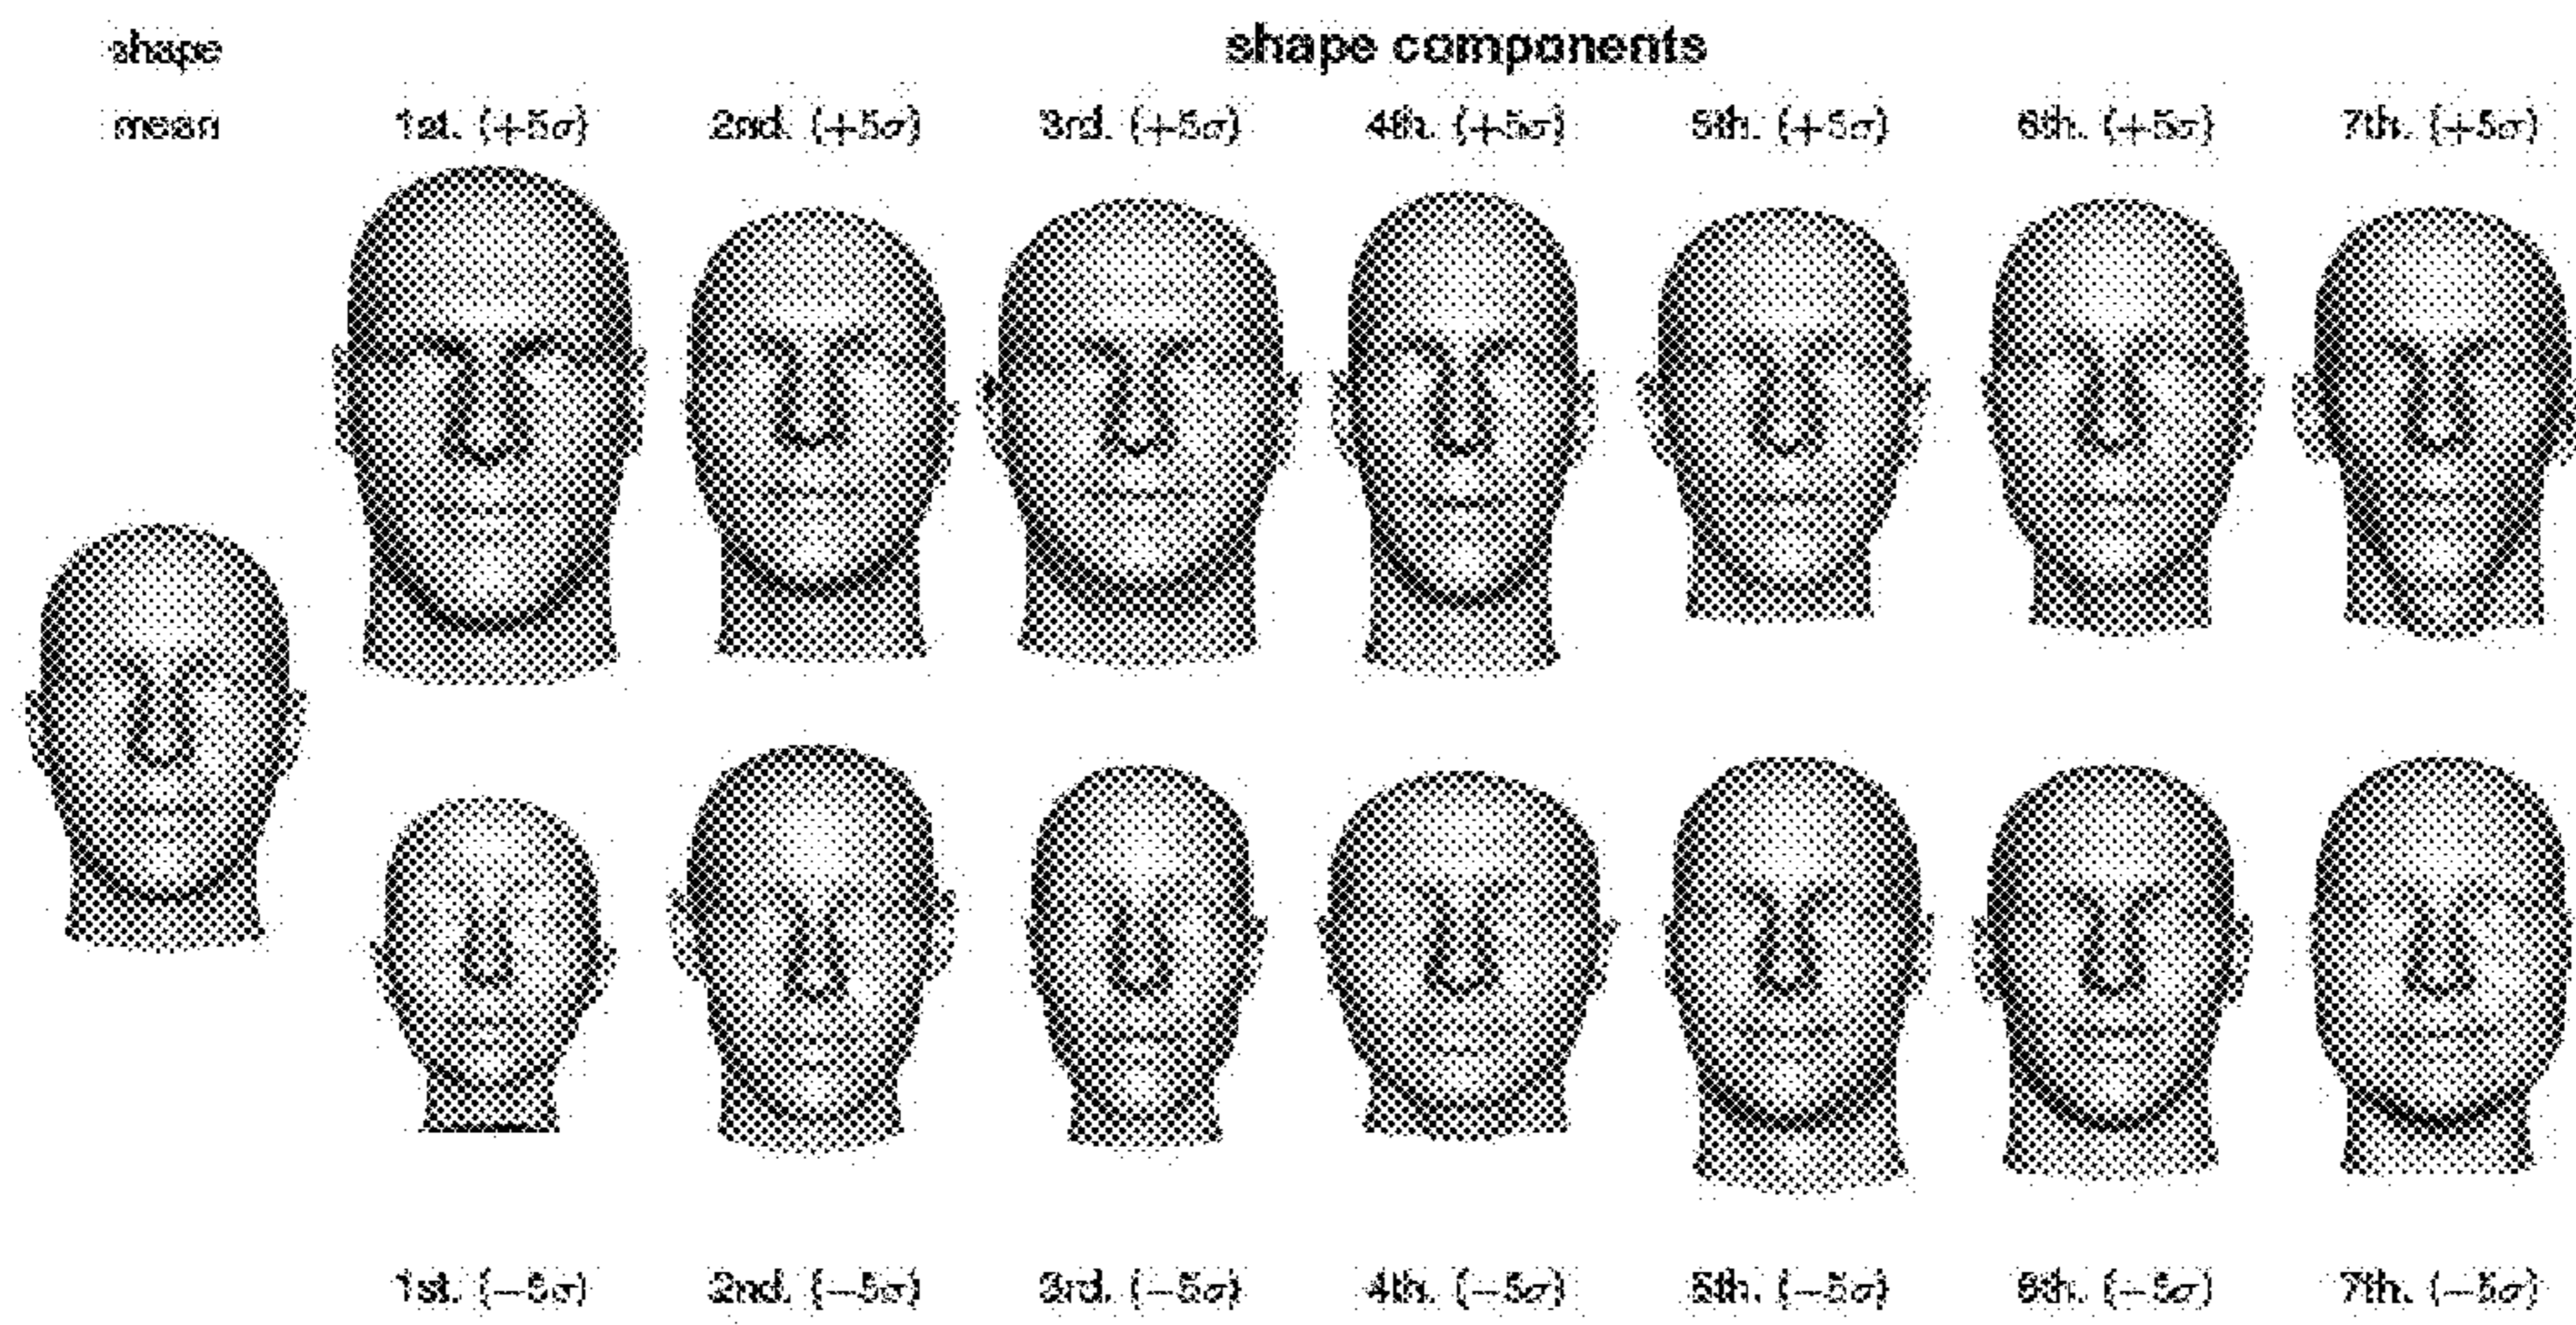 shape
shape components
mean 1st. (+5σ) 2nd. (+5σ) 3rd. (+5σ) 4th. (+5σ) 5th. (+5σ) 6th. (+5σ) 7th. (+5σ)
1st. (−5σ) 2nd. (−5σ) 3rd. (−5σ) 4th. (−5σ) 5th. (−5σ) 6th. (−5σ) 7th. (−5σ)